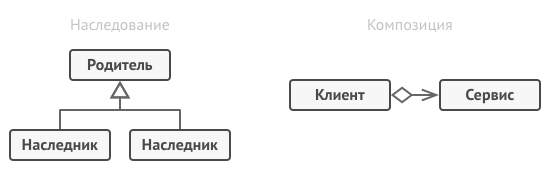 Наследование
Композиция
Родитель
Клиент
Сервис
Наследник
Наследник